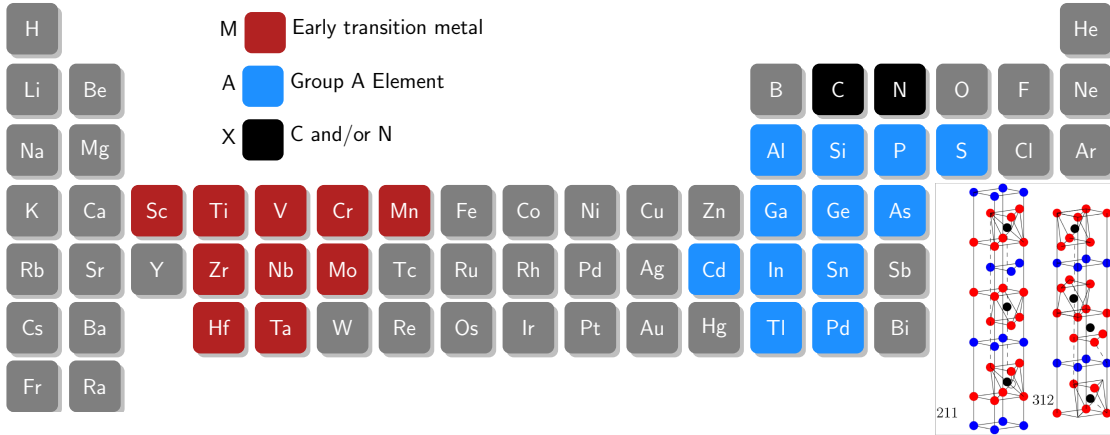 H M Early transition metal He
Li Be A Group A Element B C N O F Ne
Na Mg X C and/or N Al Si P S Cl Ar
K Ca Sc Ti V Cr Mn Fe Co Ni Cu Zn Ga Ge As
Rb Sr Y Zr Nb Mo Tc Ru Rh Pd Ag Cd In Sn Sb
Cs Ba Hf Ta W Re Os Ir Pt Au Hg Tl Pd Bi
Fr Ra
211 312